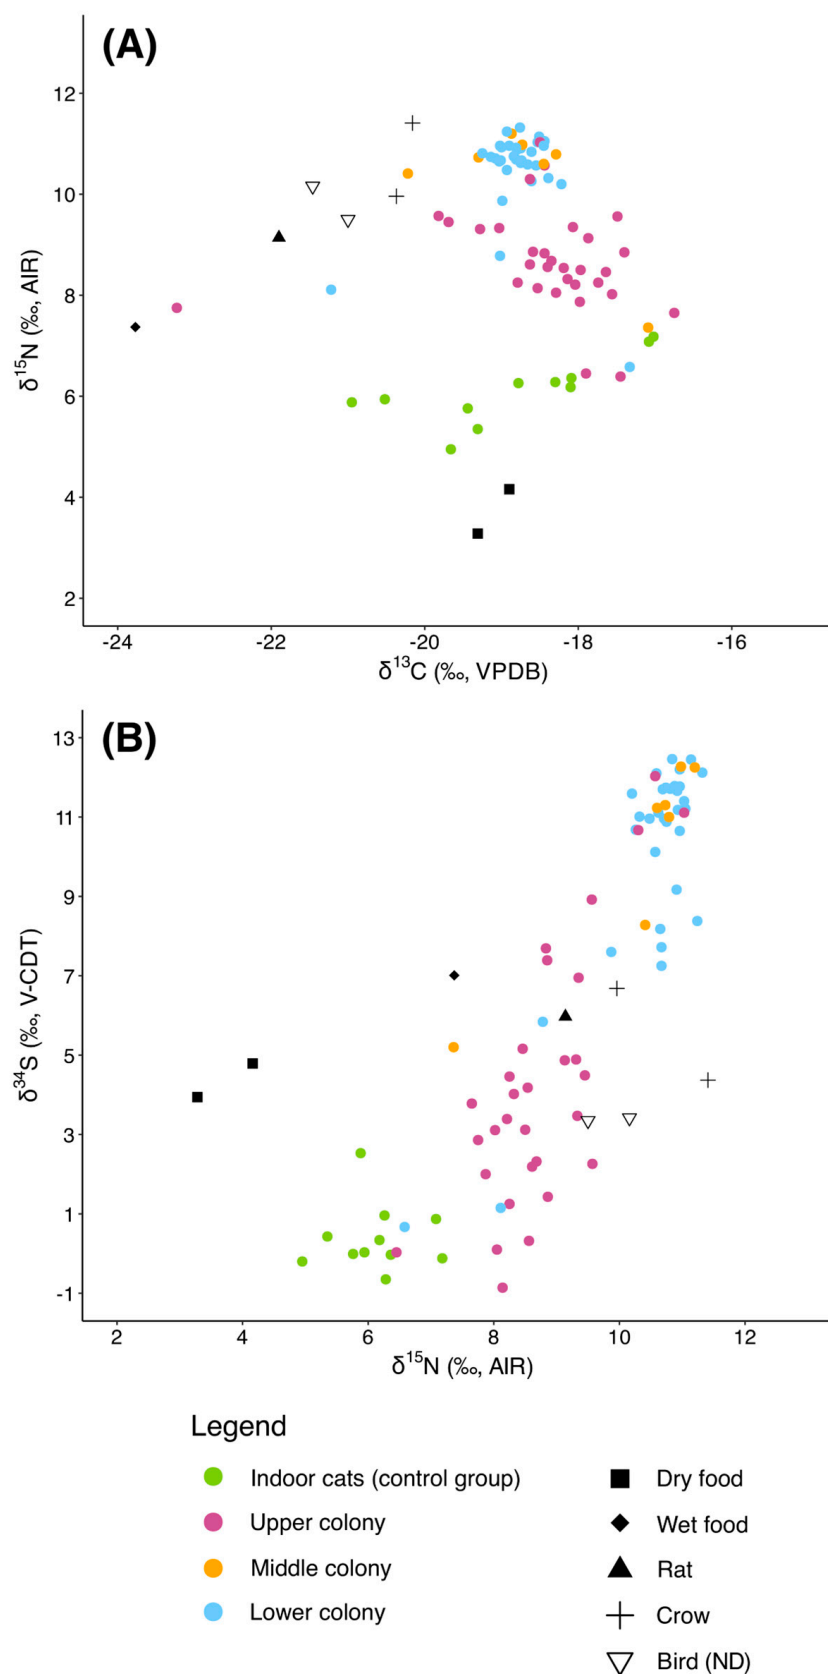 (A)
12
10
8
6
4
2
δ15N (‰, AIR)
-24 -22 -20 -18 -16
δ13C (‰, VPDB)
(B)
13
11
9
7
5
3
1
-1
δ34S (‰, V-CDT)
2 4 6 8 10 12
δ15N (‰, AIR)
Legend
Indoor cats (control group)
Upper colony
Middle colony
Lower colony
Dry food
Wet food
Rat
Crow
Bird (ND)